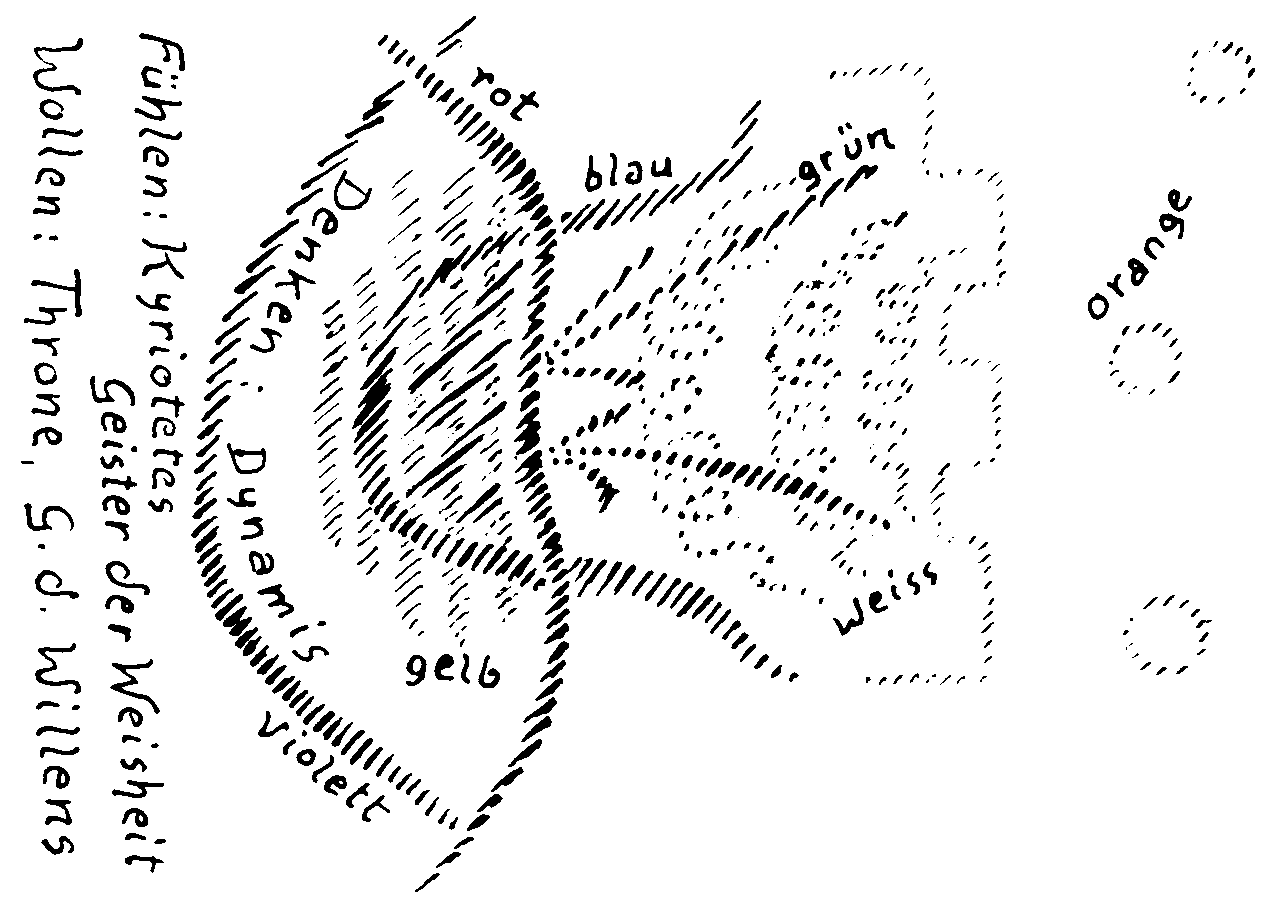 rot
blau
grün
orange
weiss
gelb
violett
Denken: Dynamis
Fühlen: Kyriotetes
Geister der Weisheit
Wollen: Throne, G. d. Willens